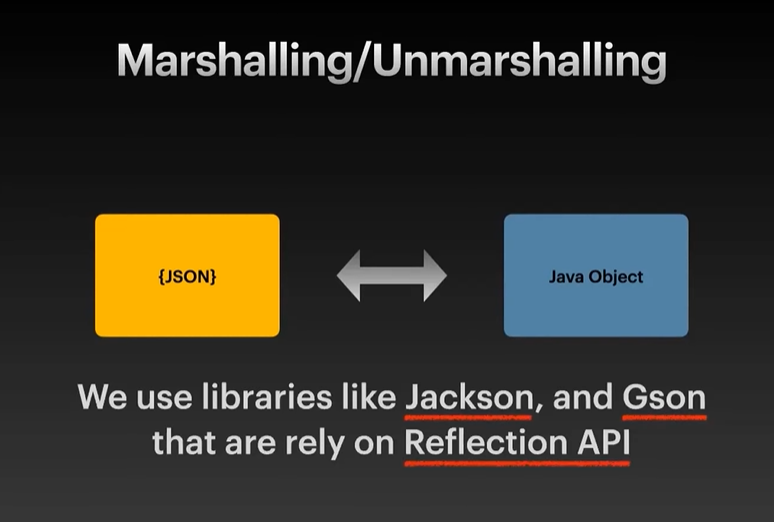 Marshalling/Unmarshalling
{JSON}
Java Object
We use libraries like Jackson, and Gson
that are rely on Reflection API